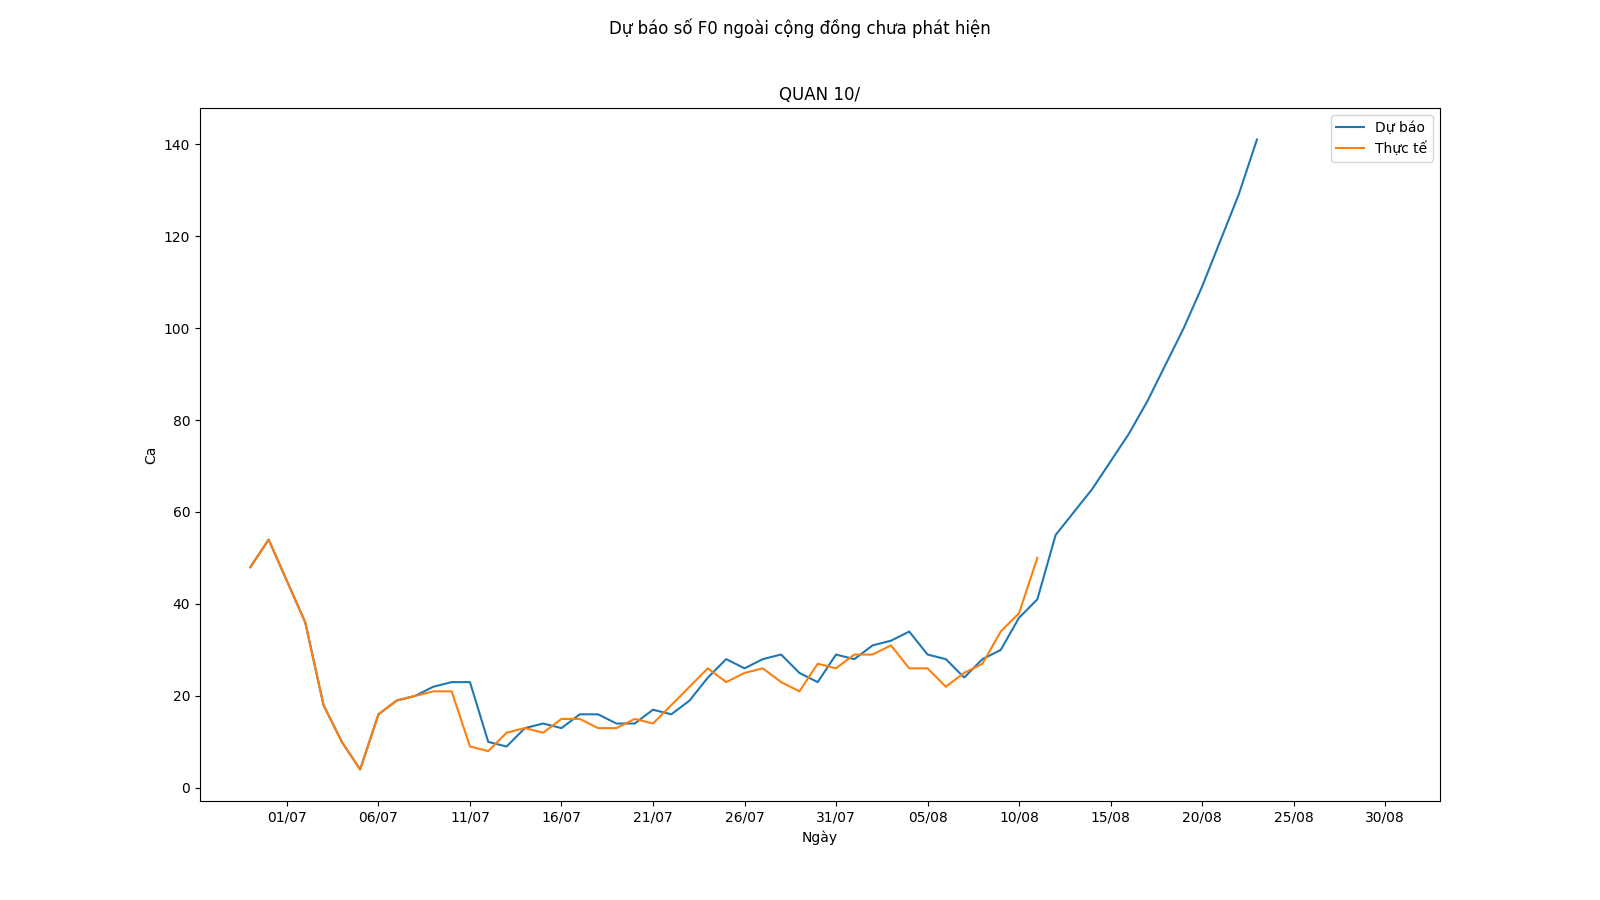 Dự báo số F0 ngoài cộng đồng chưa phát hiện
QUAN 10/
Dự báo
Thực tế
140
120
100
80
60
40
20
0
Ca
01/07 06/07 11/07 16/07 21/07 26/07 31/07 05/08 10/08 15/08 20/08 25/08 30/08
Ngày